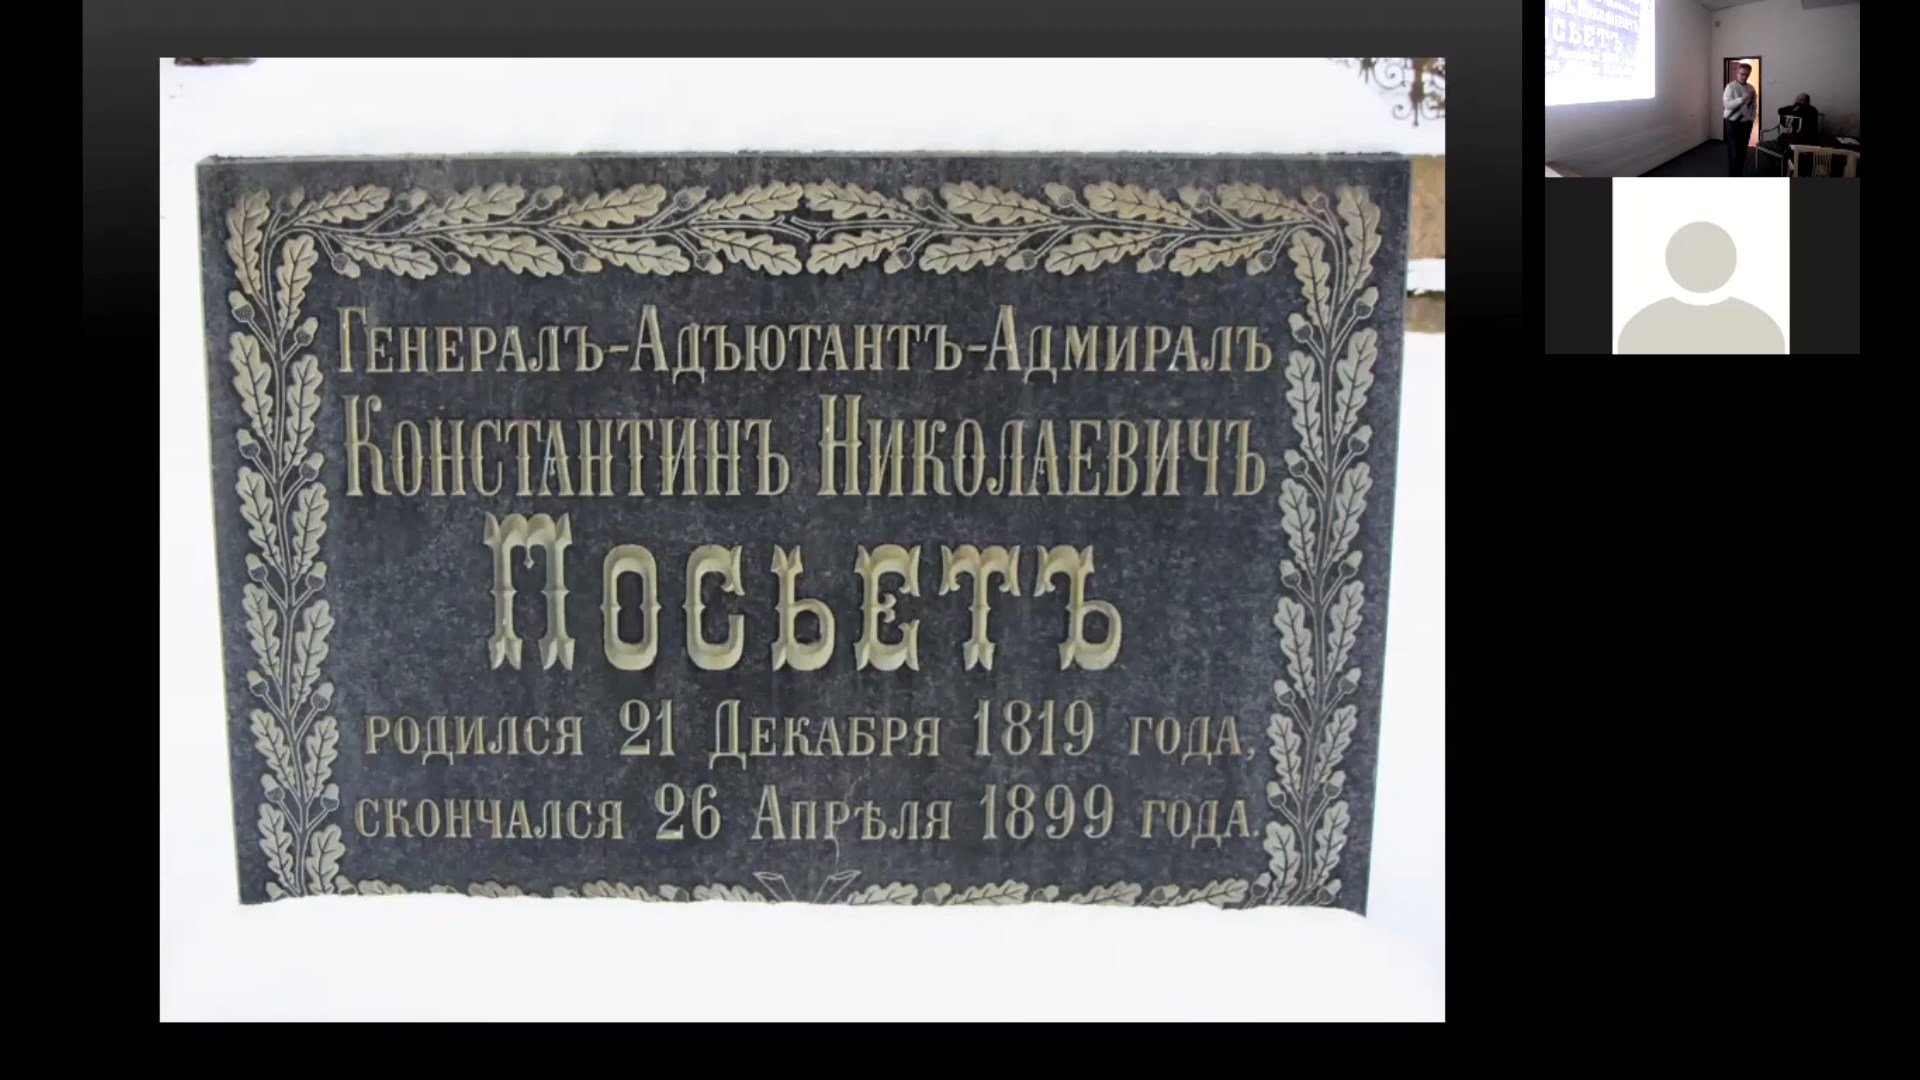 Генералъ-Адъютантъ-Адмиралъ
Константинъ Николаевичъ
Посьетъ
родился 21 Декабря 1819 года,
скончался 26 Апрѣля 1899 года.